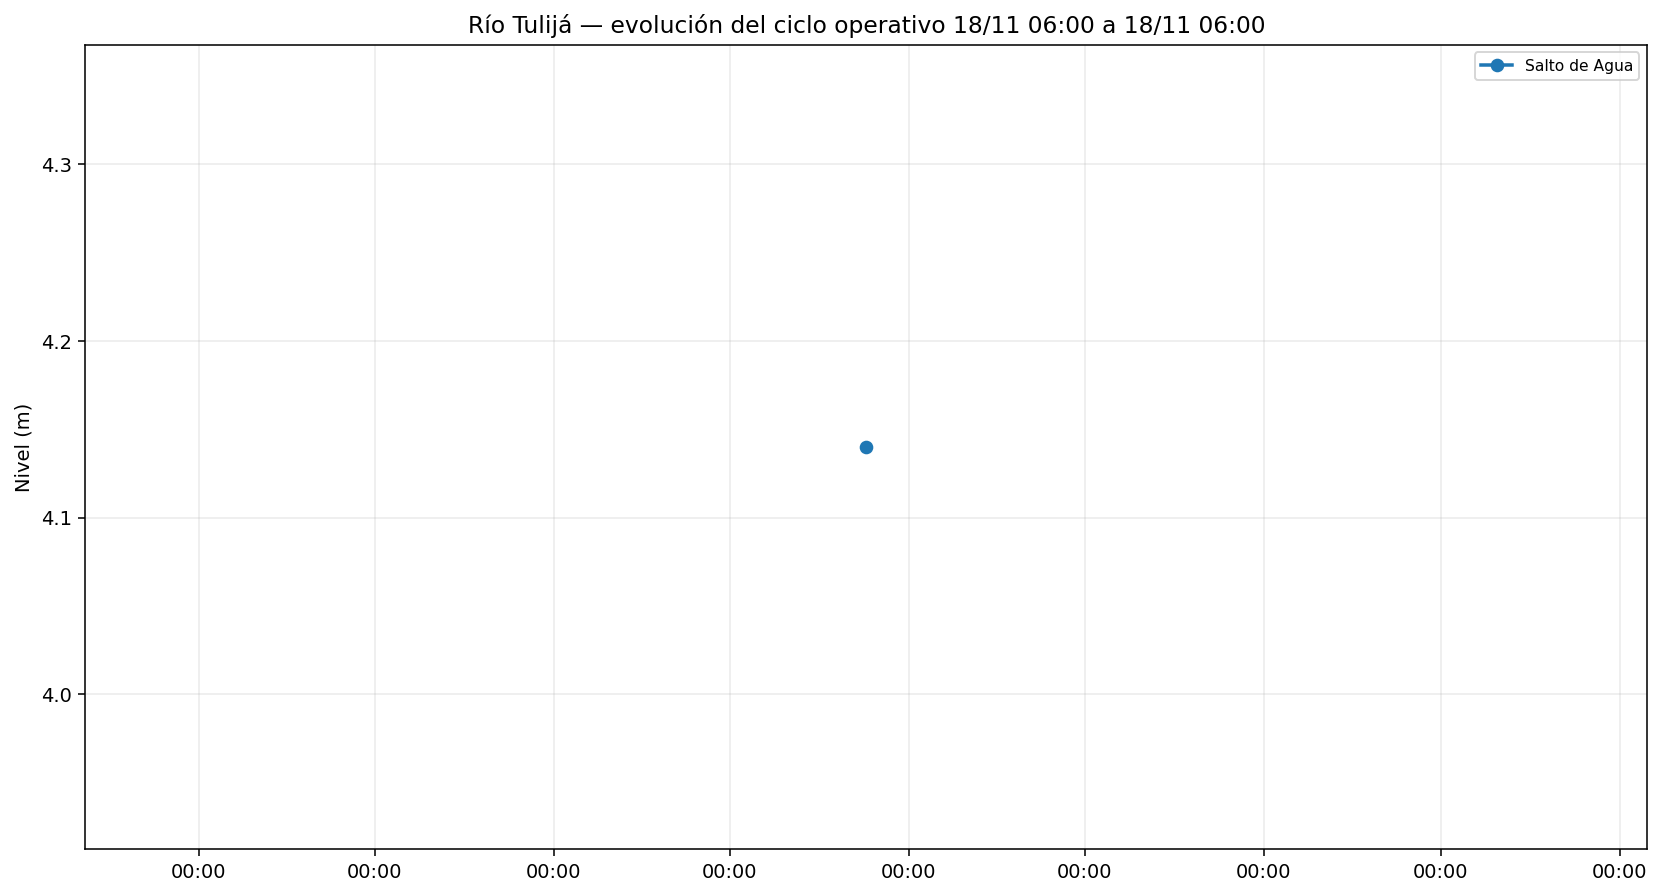 Río Tulijá — evolución del ciclo operativo 18/11 06:00 a 18/11 06:00
Salto de Agua
Nivel (m)
4.3
4.2
4.1
4.0
00:00 00:00 00:00 00:00 00:00 00:00 00:00 00:00 00:00